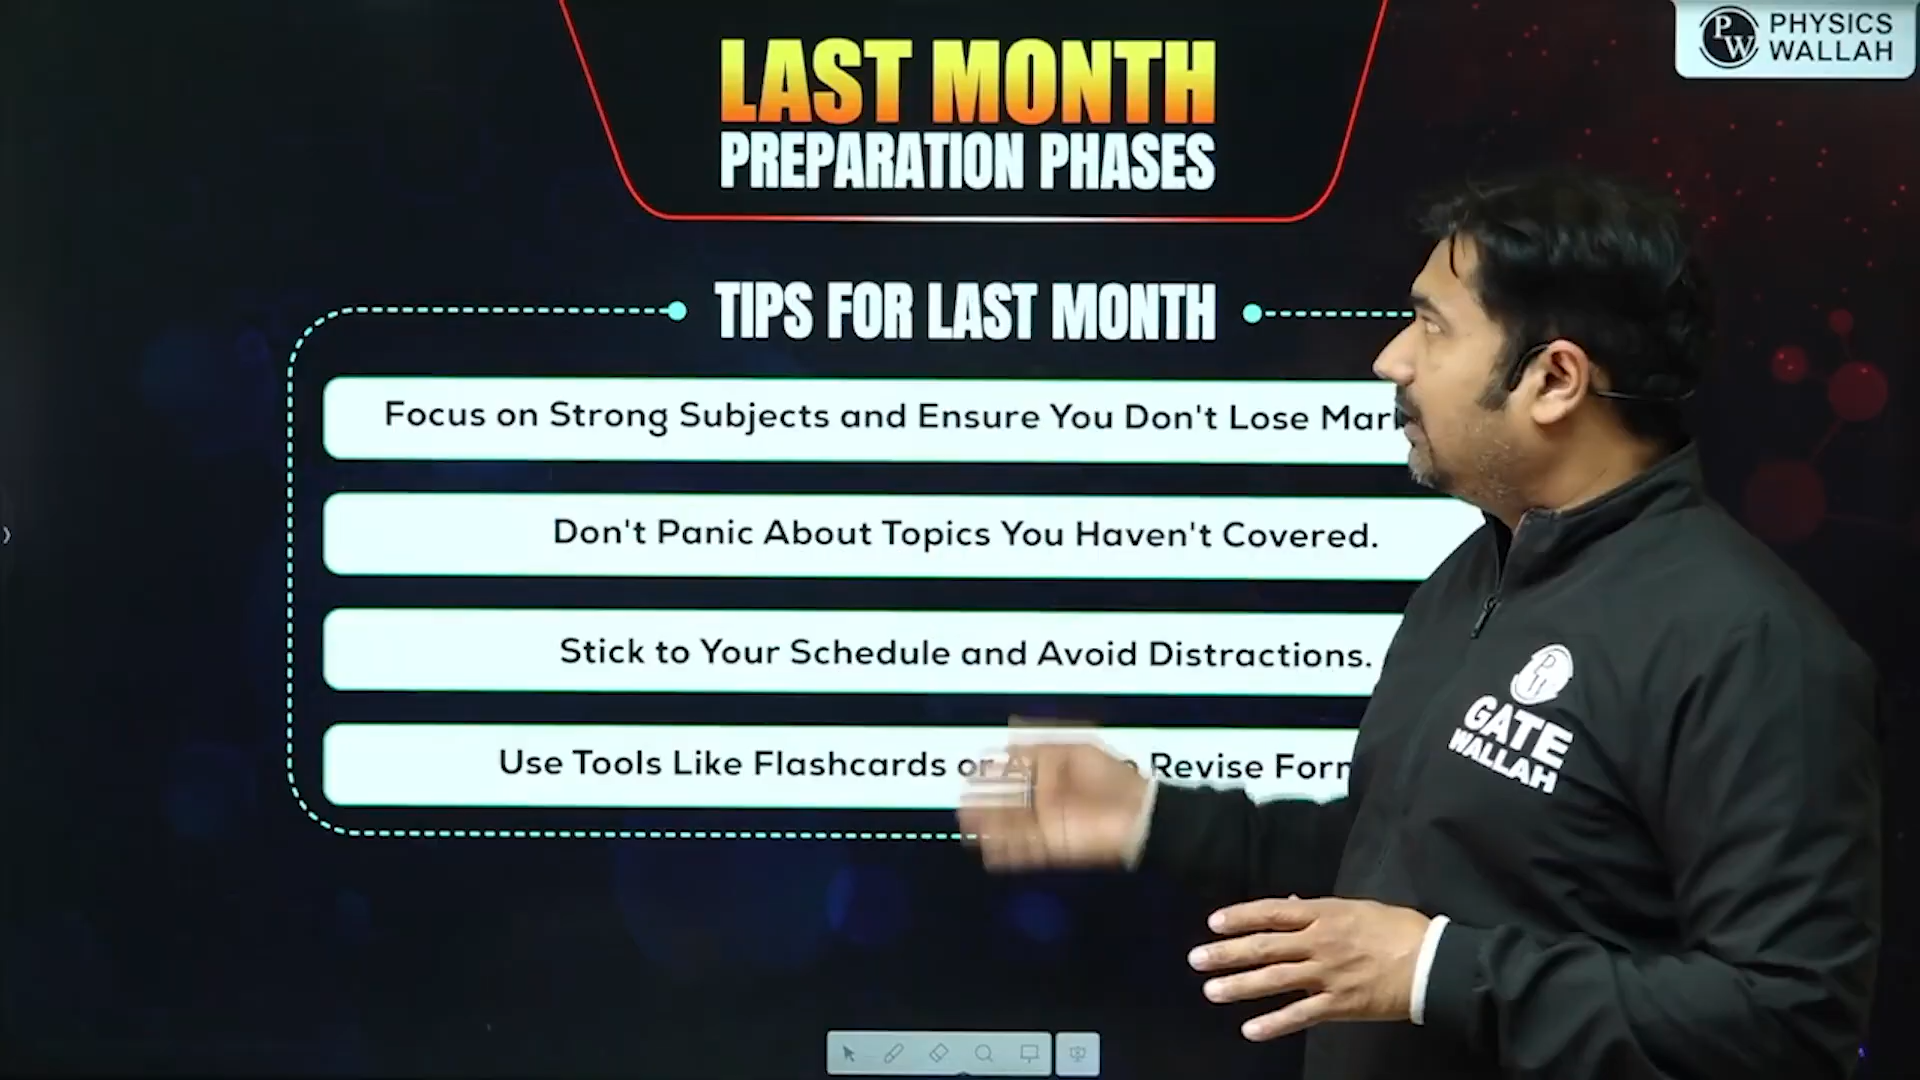 LAST MONTH
PREPARATION PHASES
PHYSICS
WALLAH
TIPS FOR LAST MONTH
Focus on Strong Subjects and Ensure You Don't Lose
Don't Panic About Topics You Haven't Covered.
Stick to Your Schedule and Avoid Distractions.
Use Tools Like Flashcards or Revise
PW
GATE
WALLAH